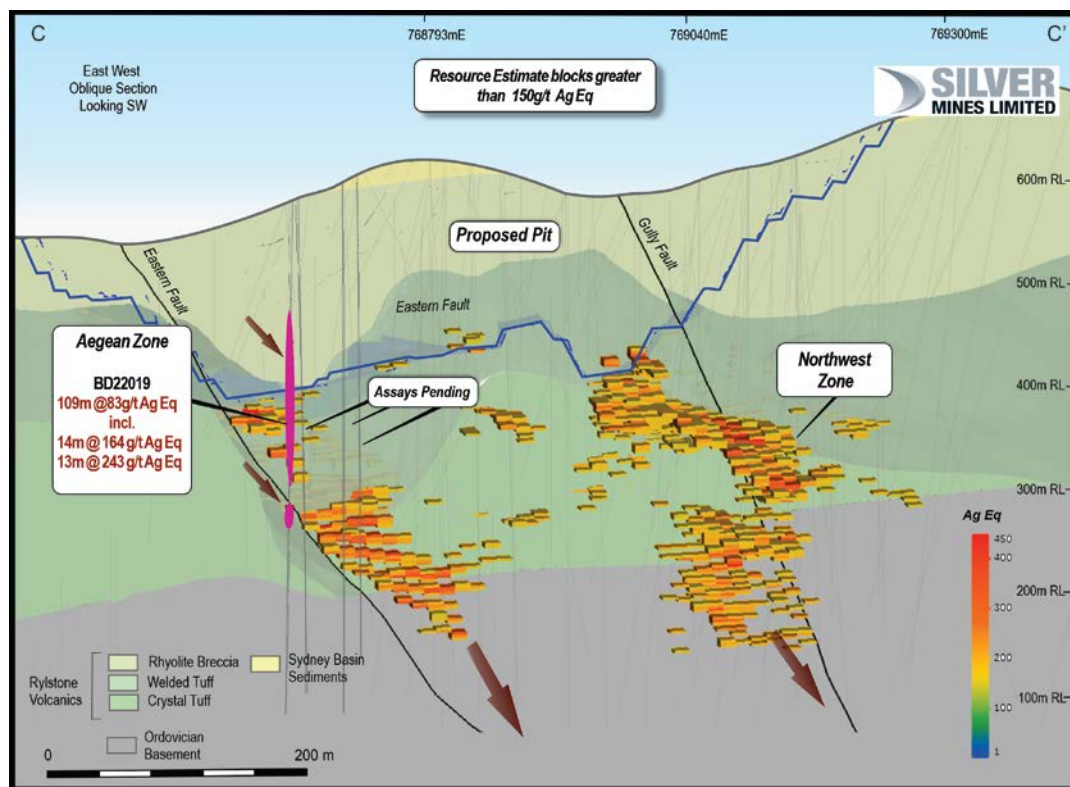 C
768793mE
769040mE
769300mE
C'
East West
Oblique Section
Looking SW
Resource Estimate blocks greater
than 150g/t Ag Eq
SILVER
MINES LIMITED
600m RL
Proposed Pit
Gully Fault
Eastern Fault
500m RL
Eastern Fault
Aegean Zone
BD22019
109m @83g/t Ag Eq
incl.
14m @ 164 g/t Ag Eq
13m @ 243 g/t Ag Eq
Assays Pending
Northwest
Zone
400m RL
300m RL
Ag Eq
450
400
300
200
100
1
200m RL
100m RL
Rylstone
Volcanics
Rhyolite Breccia
Welded Tuff
Crystal Tuff
Sydney Basin
Sediments
Ordovician
Basement
0
200 m